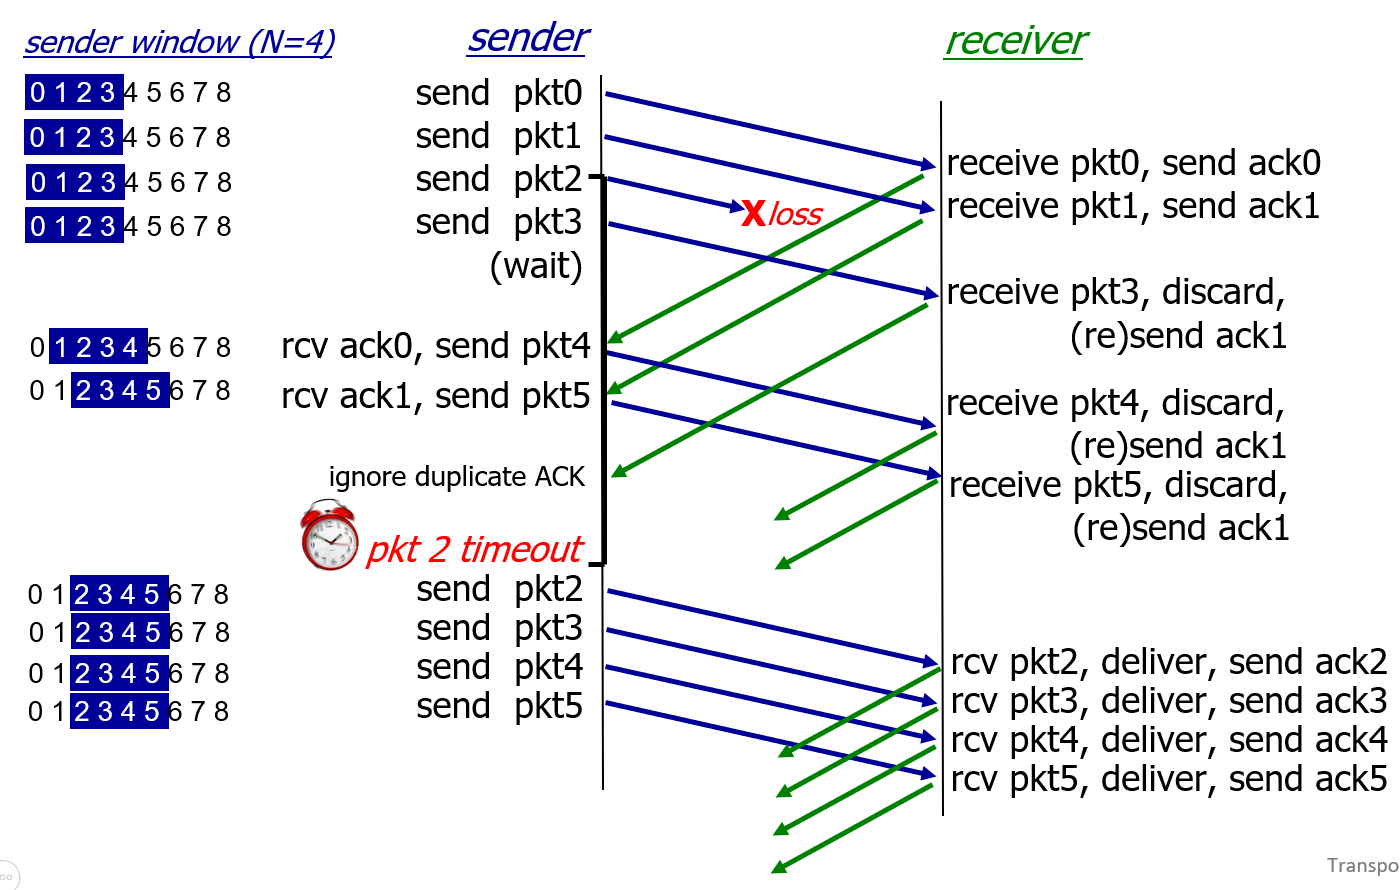 sender window (N=4) sender receiver
0 1 2 3 4 5 6 7 8 send pkt0
0 1 2 3 4 5 6 7 8 send pkt1
0 1 2 3 4 5 6 7 8 send pkt2
0 1 2 3 4 5 6 7 8 send pkt3
(wait)
X loss
receive pkt0, send ack0
receive pkt1, send ack1
receive pkt3, discard,
(re)send ack1
0 1 2 3 4 5 6 7 8 rcv ack0, send pkt4
0 1 2 3 4 5 6 7 8 rcv ack1, send pkt5
receive pkt4, discard,
(re)send ack1
receive pkt5, discard,
(re)send ack1
ignore duplicate ACK
pkt 2 timeout
0 1 2 3 4 5 6 7 8 send pkt2
0 1 2 3 4 5 6 7 8 send pkt3
0 1 2 3 4 5 6 7 8 send pkt4
0 1 2 3 4 5 6 7 8 send pkt5
rcv pkt2, deliver, send ack2
rcv pkt3, deliver, send ack3
rcv pkt4, deliver, send ack4
rcv pkt5, deliver, send ack5
Transpo